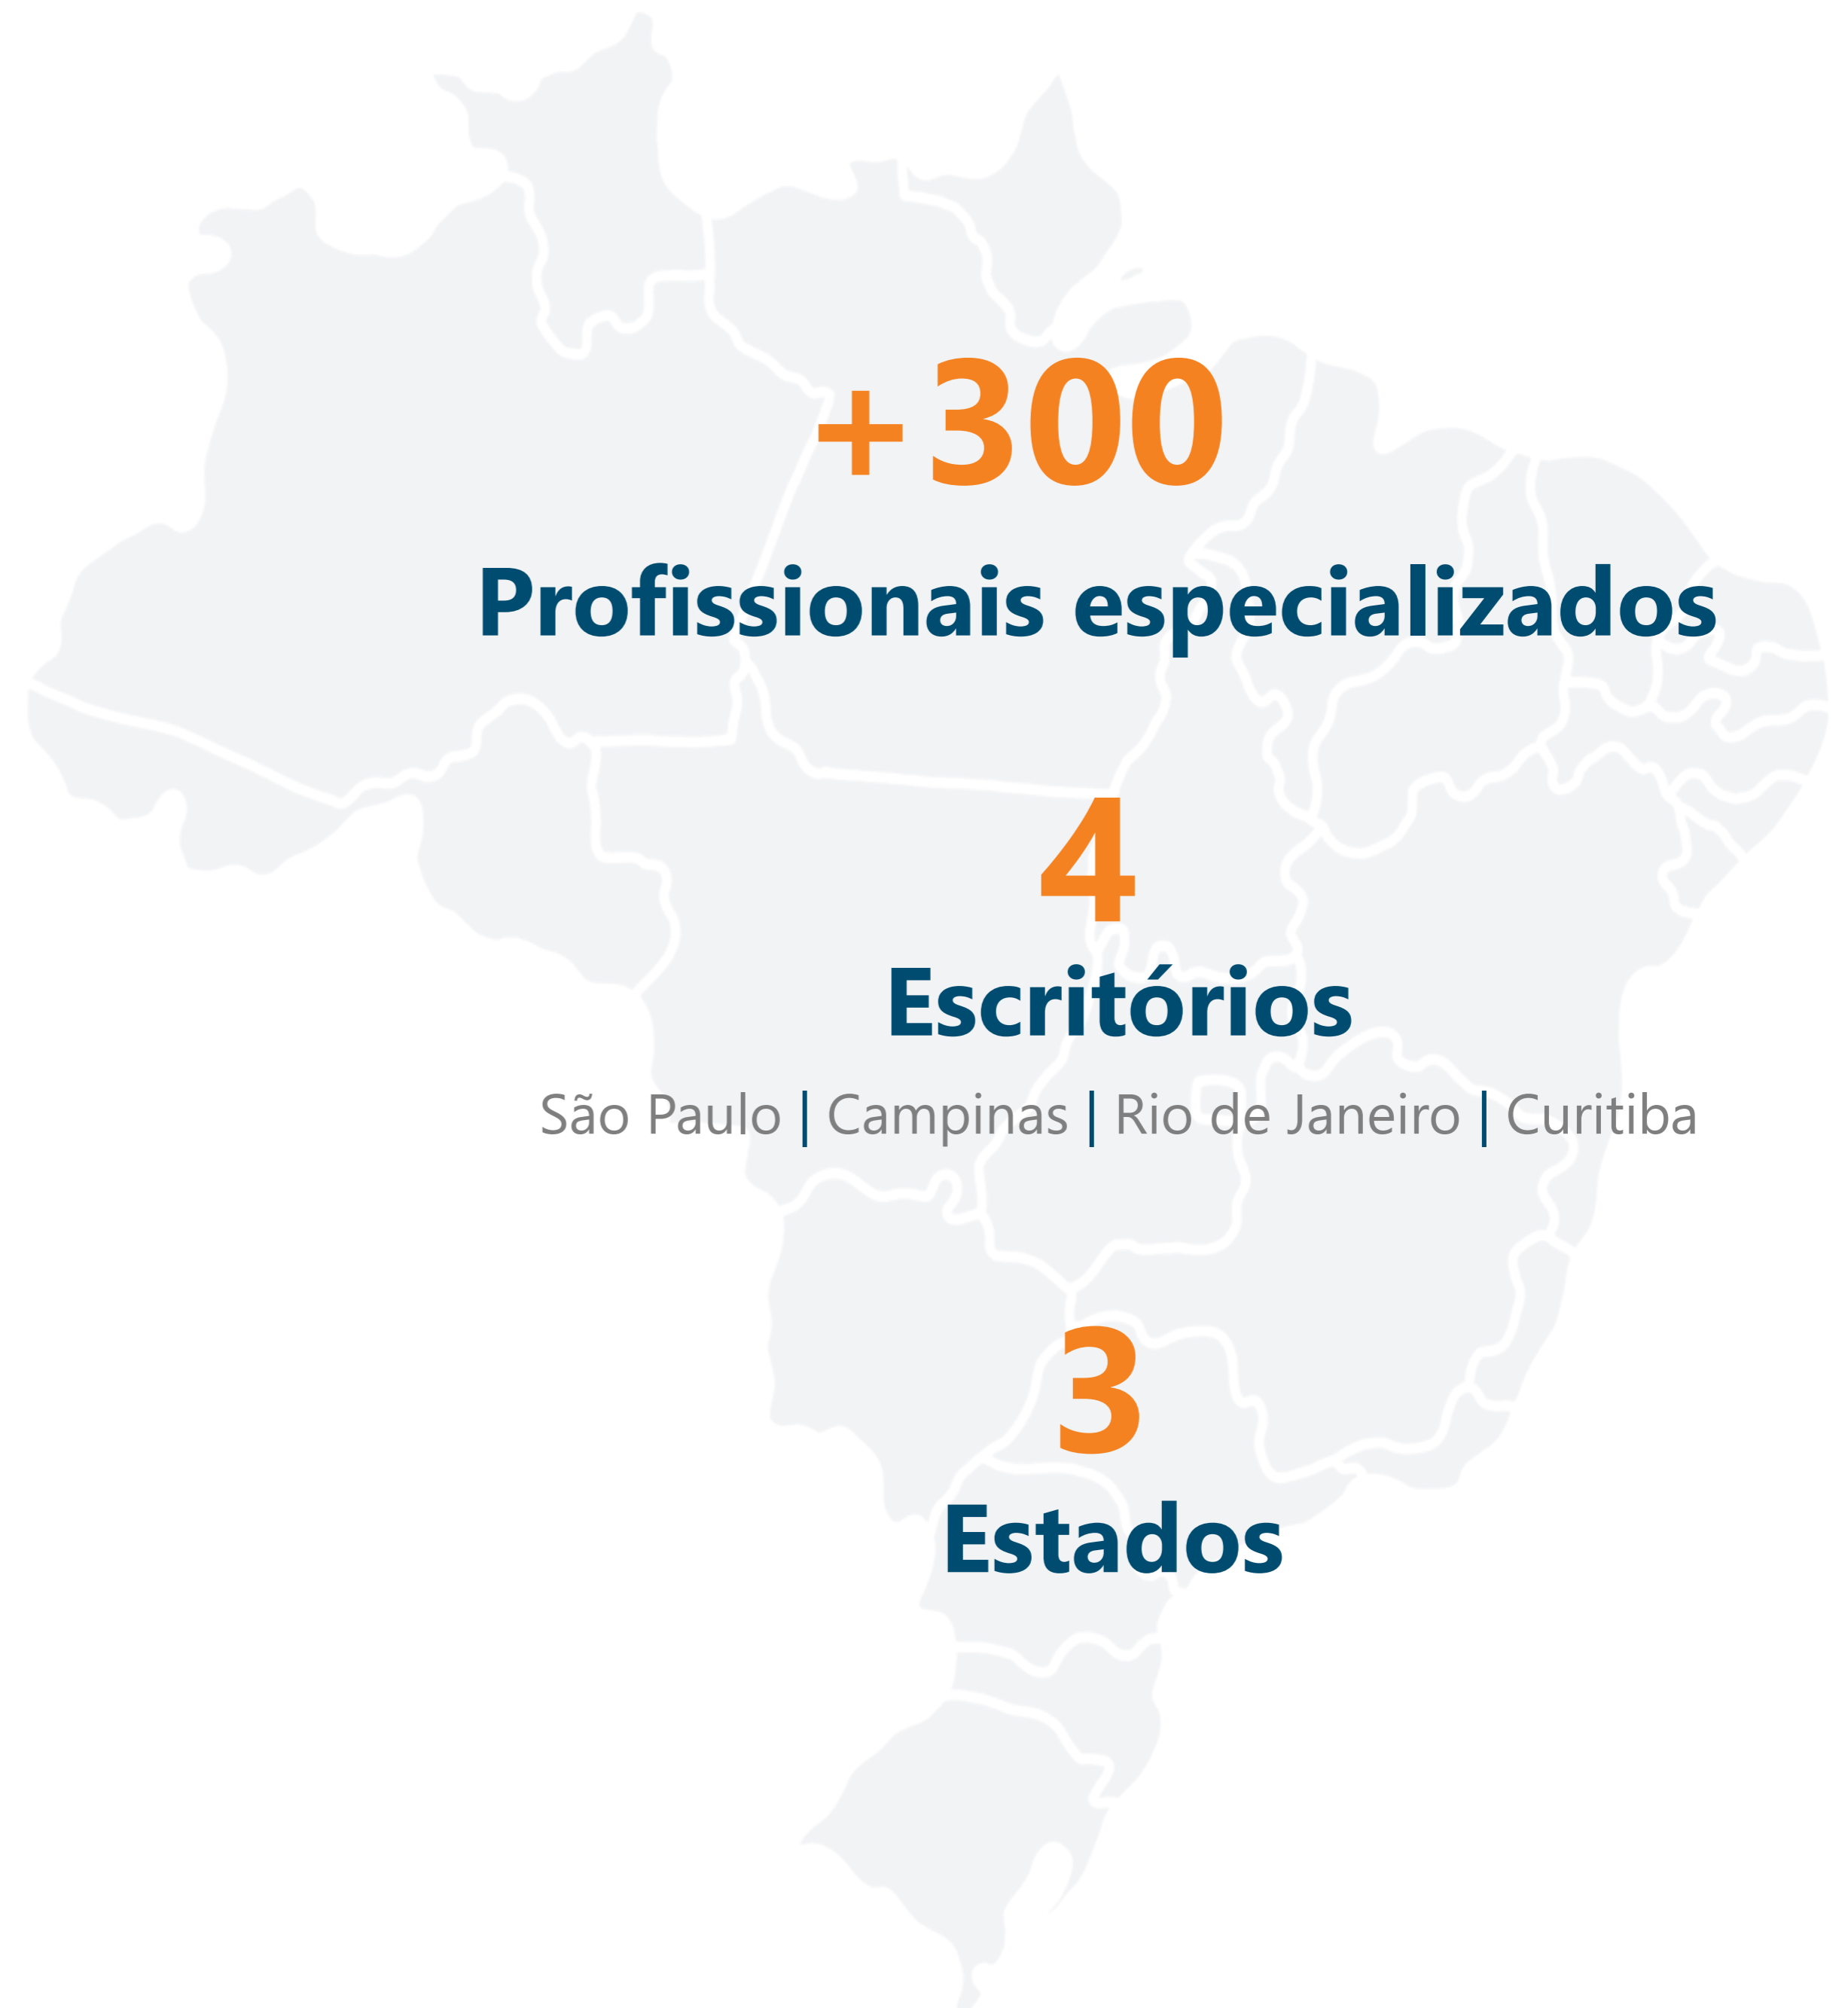 +300
Profissionais especializados
4
Escritórios
São Paulo | Campinas | Rio de Janeiro | Curitiba
3
Estados